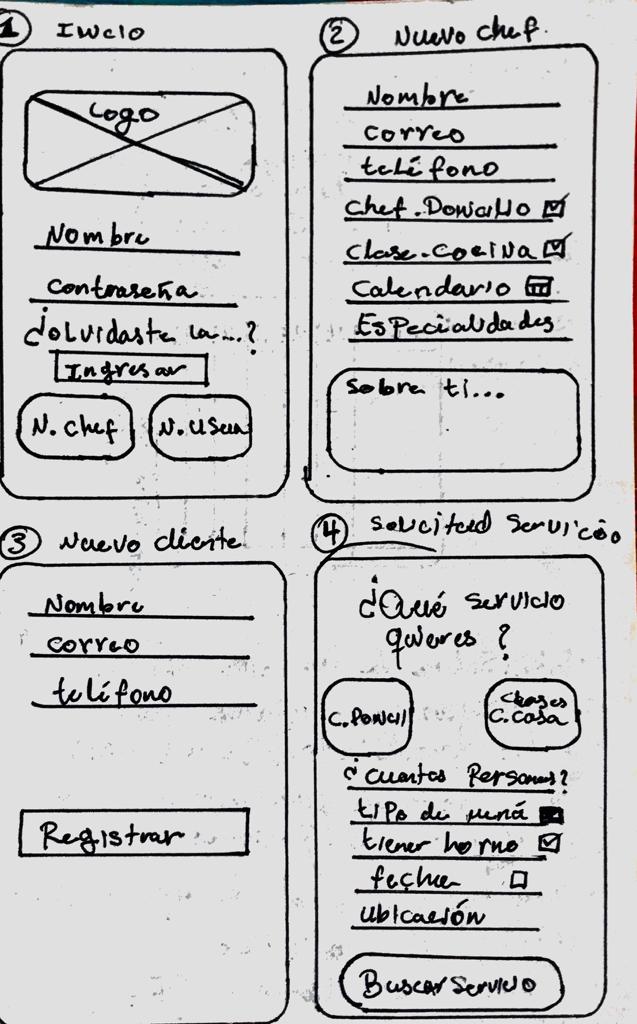 1 Inicio
Logo
Nombre
Contraseña
¿olvidaste la...?
Ingresar
N. Chef
N. Usua
2 Nuevo Chef.
Nombre
Correo
teléfono
Chef. Domicilio
Clase. Cocina
Calendario
Especialidades
Sobre ti...
3 Nuevo cliente
Nombre
correo
teléfono
Registrar
4 Solicitud Servicio
¿Qué servicio
quieres ?
C. Domicil
Clases
C. Casa
¿Cuantas Personas?
tipo de menú
tiener horno
fecha
ubicación
Buscar Servicio